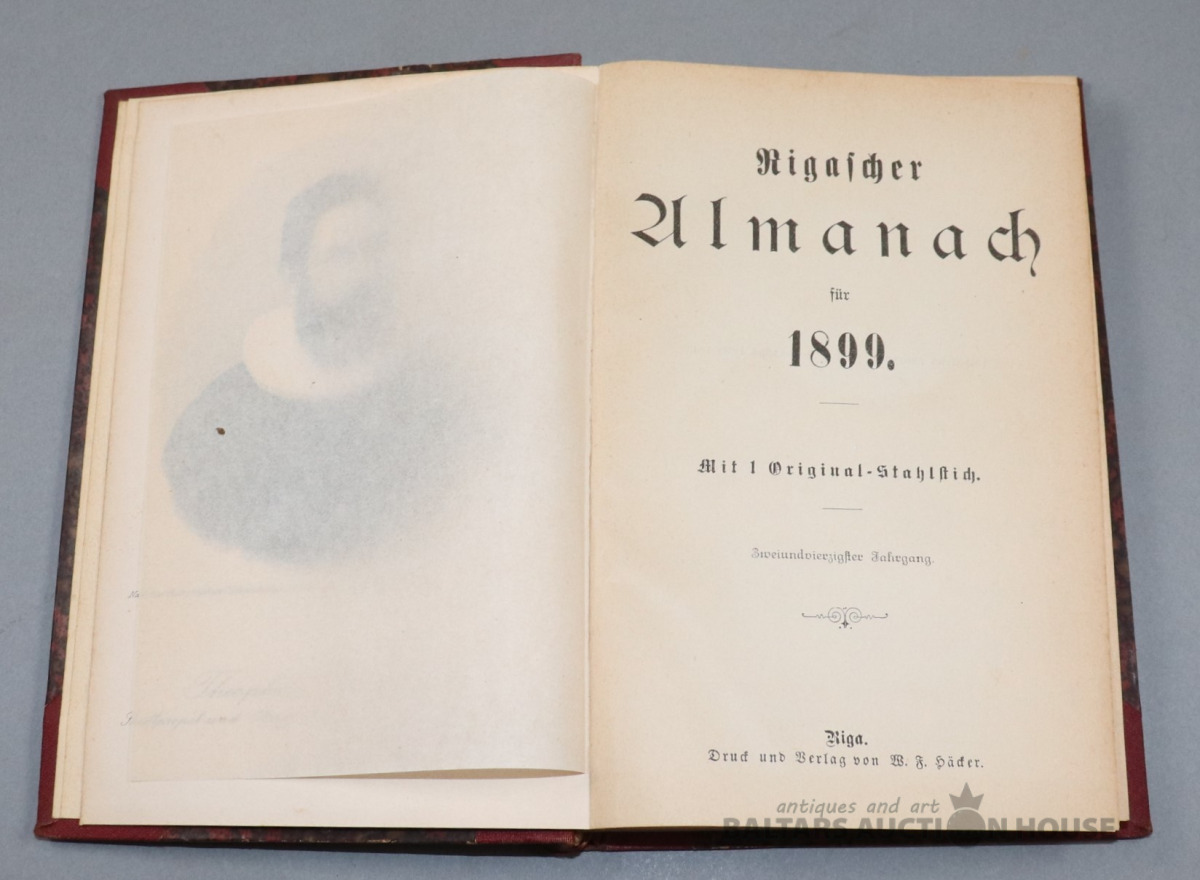 Rigascher
Almanach
für
1899.
Mit 1 Original-Stahlstich.
Zweiundvierzigster Jahrgang.
Riga.
Druck und Verlag von W. F. Häcker.
antiques and art
BALTARS AUCTION HOUSE